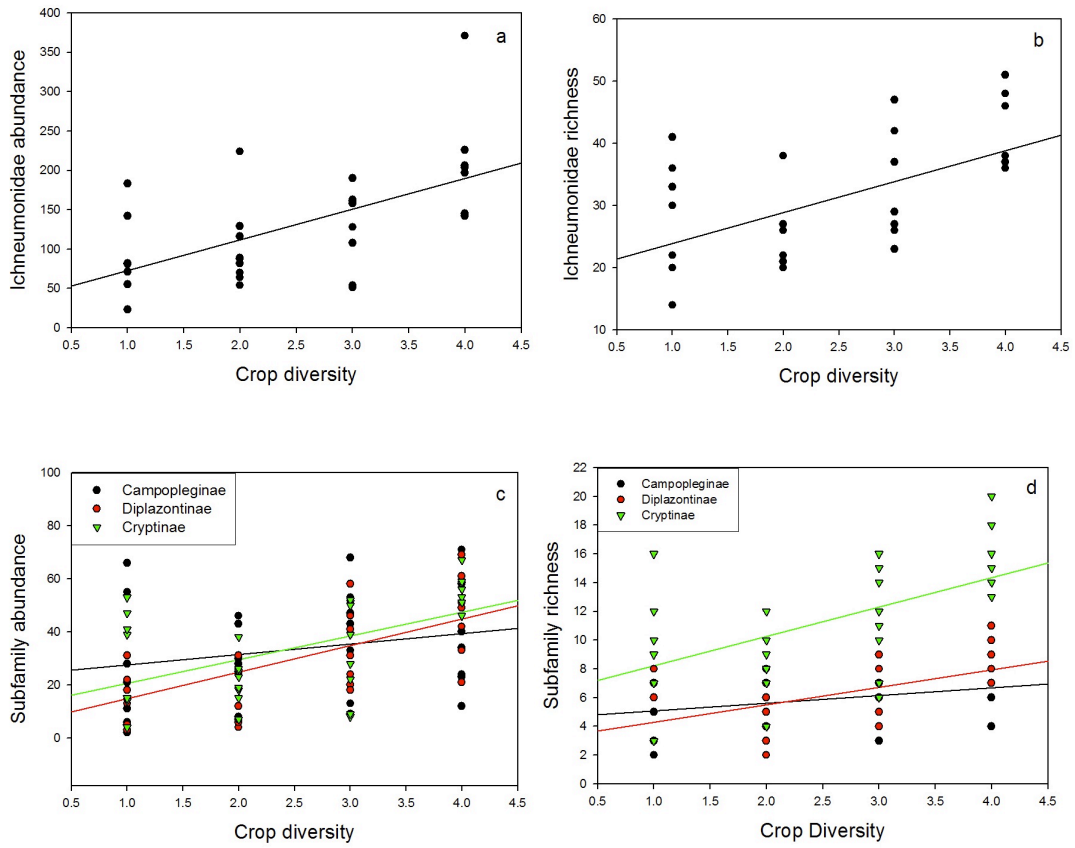 a
400
350
300
250
200
150
100
50
0
Ichneumonidae abundance
0.5 1.0 1.5 2.0 2.5 3.0 3.5 4.0 4.5
Crop diversity
b
60
50
40
30
20
10
Ichneumonidae richness
0.5 1.0 1.5 2.0 2.5 3.0 3.5 4.0 4.5
Crop diversity
c
Campopleginae
Diplazontinae
Cryptinae
100
80
60
40
20
0
Subfamily abundance
0.5 1.0 1.5 2.0 2.5 3.0 3.5 4.0 4.5
Crop diversity
d
Campopleginae
Diplazontinae
Cryptinae
22
20
18
16
14
12
10
8
6
4
2
0
Subfamily richness
0.5 1.0 1.5 2.0 2.5 3.0 3.5 4.0 4.5
Crop Diversity